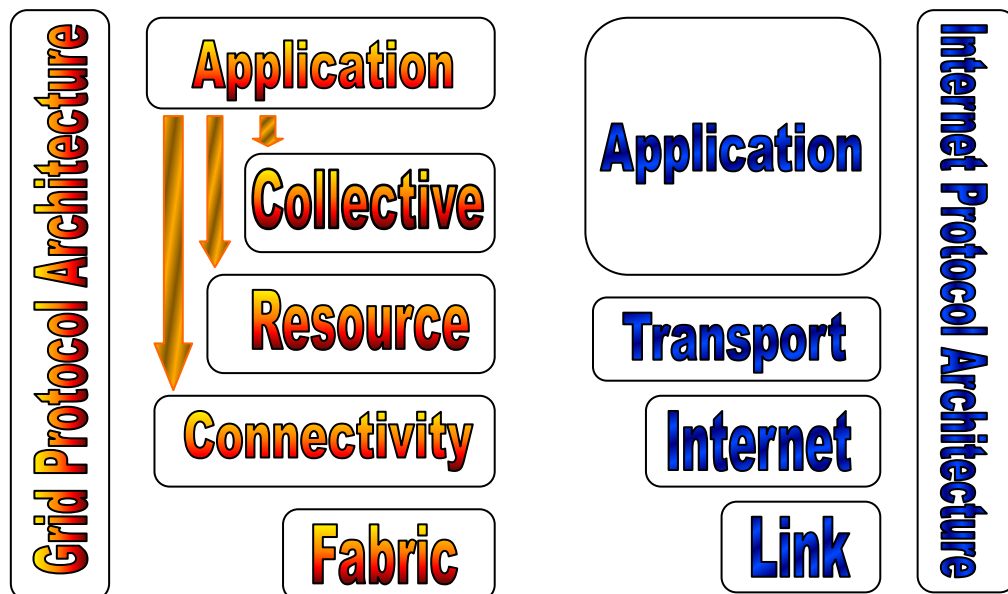 Grid Protocol Architecture
Application
Collective
Resource
Connectivity
Fabric
Application
Transport
Internet
Link
Internet Protocol Architecture